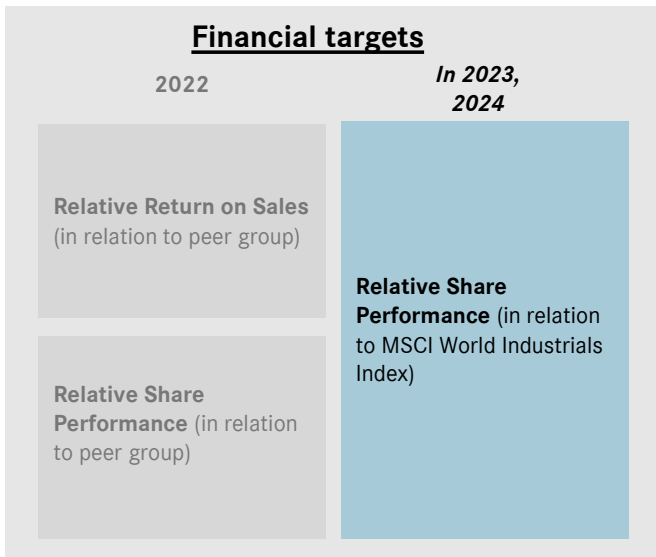 Financial targets
2022
In 2023,
2024
Relative Return on Sales
(in relation to peer group)
Relative Share
Performance (in relation
to peer group)
Relative Share
Performance (in relation
to MSCI World Industrials
Index)